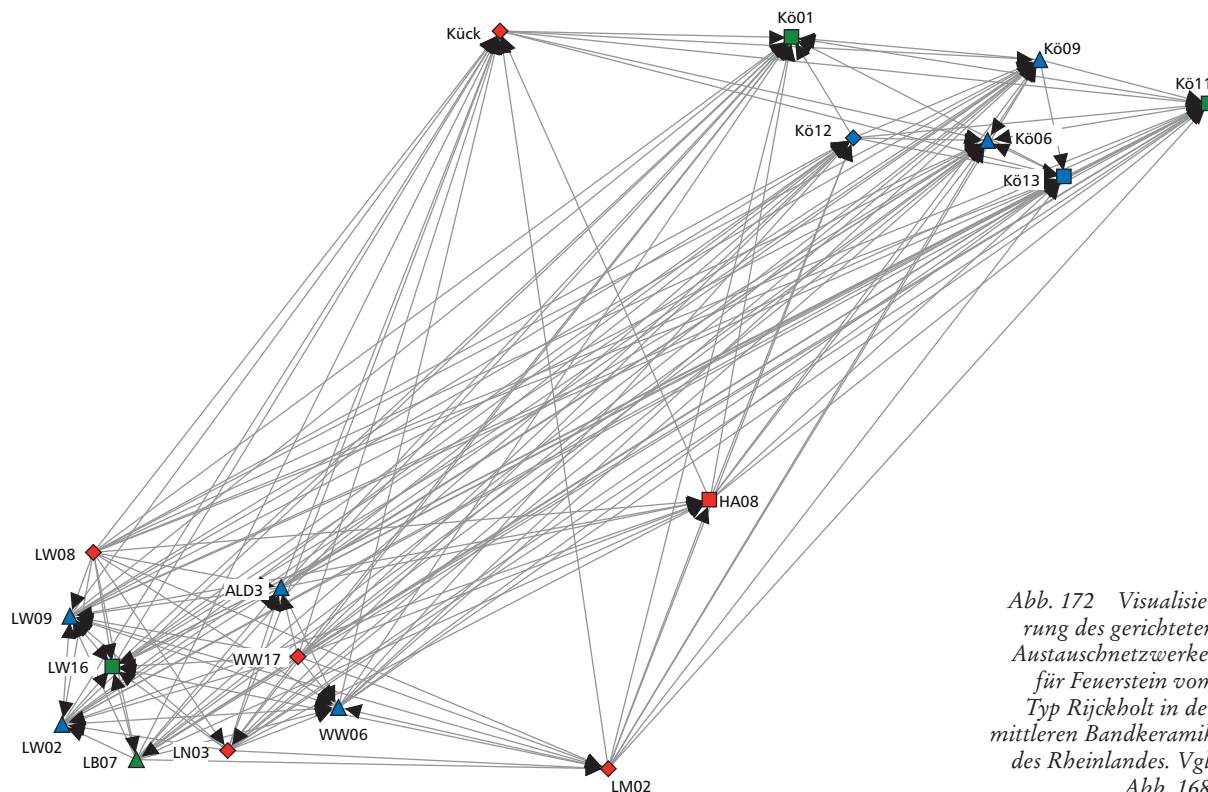 Kö01
Kück
Kö09
Kö11
Kö12
Kö06
Kö13
HA08
LW08
ALD3
LW09
WW17
LW16
WW06
LW02
LN03
LB07
LM02
Abb. 172 Visualisie
rung des gerichteter
Austauschnetzwerke
für Feuerstein vom
Typ Rijckholt in de
mittleren Bandkeramik
des Rheinlandes. Vgl
Abb. 168